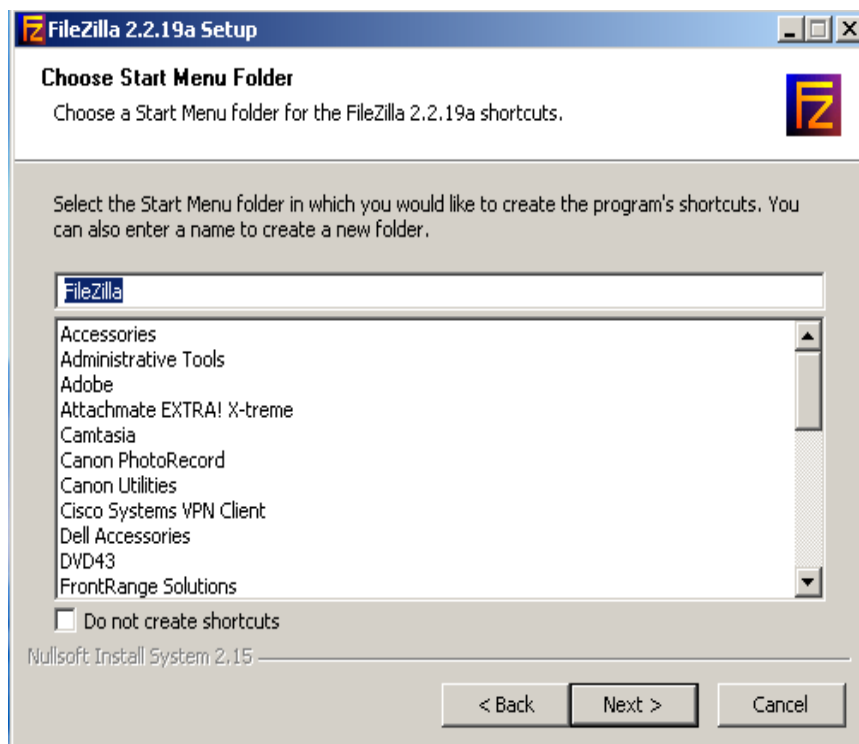 FileZilla 2.2.19a Setup
Choose Start Menu Folder
Choose a Start Menu folder for the FileZilla 2.2.19a shortcuts.
FZ
Select the Start Menu folder in which you would like to create the program's shortcuts. You
can also enter a name to create a new folder.
FileZilla
Accessories
Administrative Tools
Adobe
Attachmate EXTRA! X-treme
Camtasia
Canon PhotoRecord
Canon Utilities
Cisco Systems VPN Client
Dell Accessories
DVD43
FrontRange Solutions
Do not create shortcuts
Nullsoft Install System 2.15
< Back
Next >
Cancel